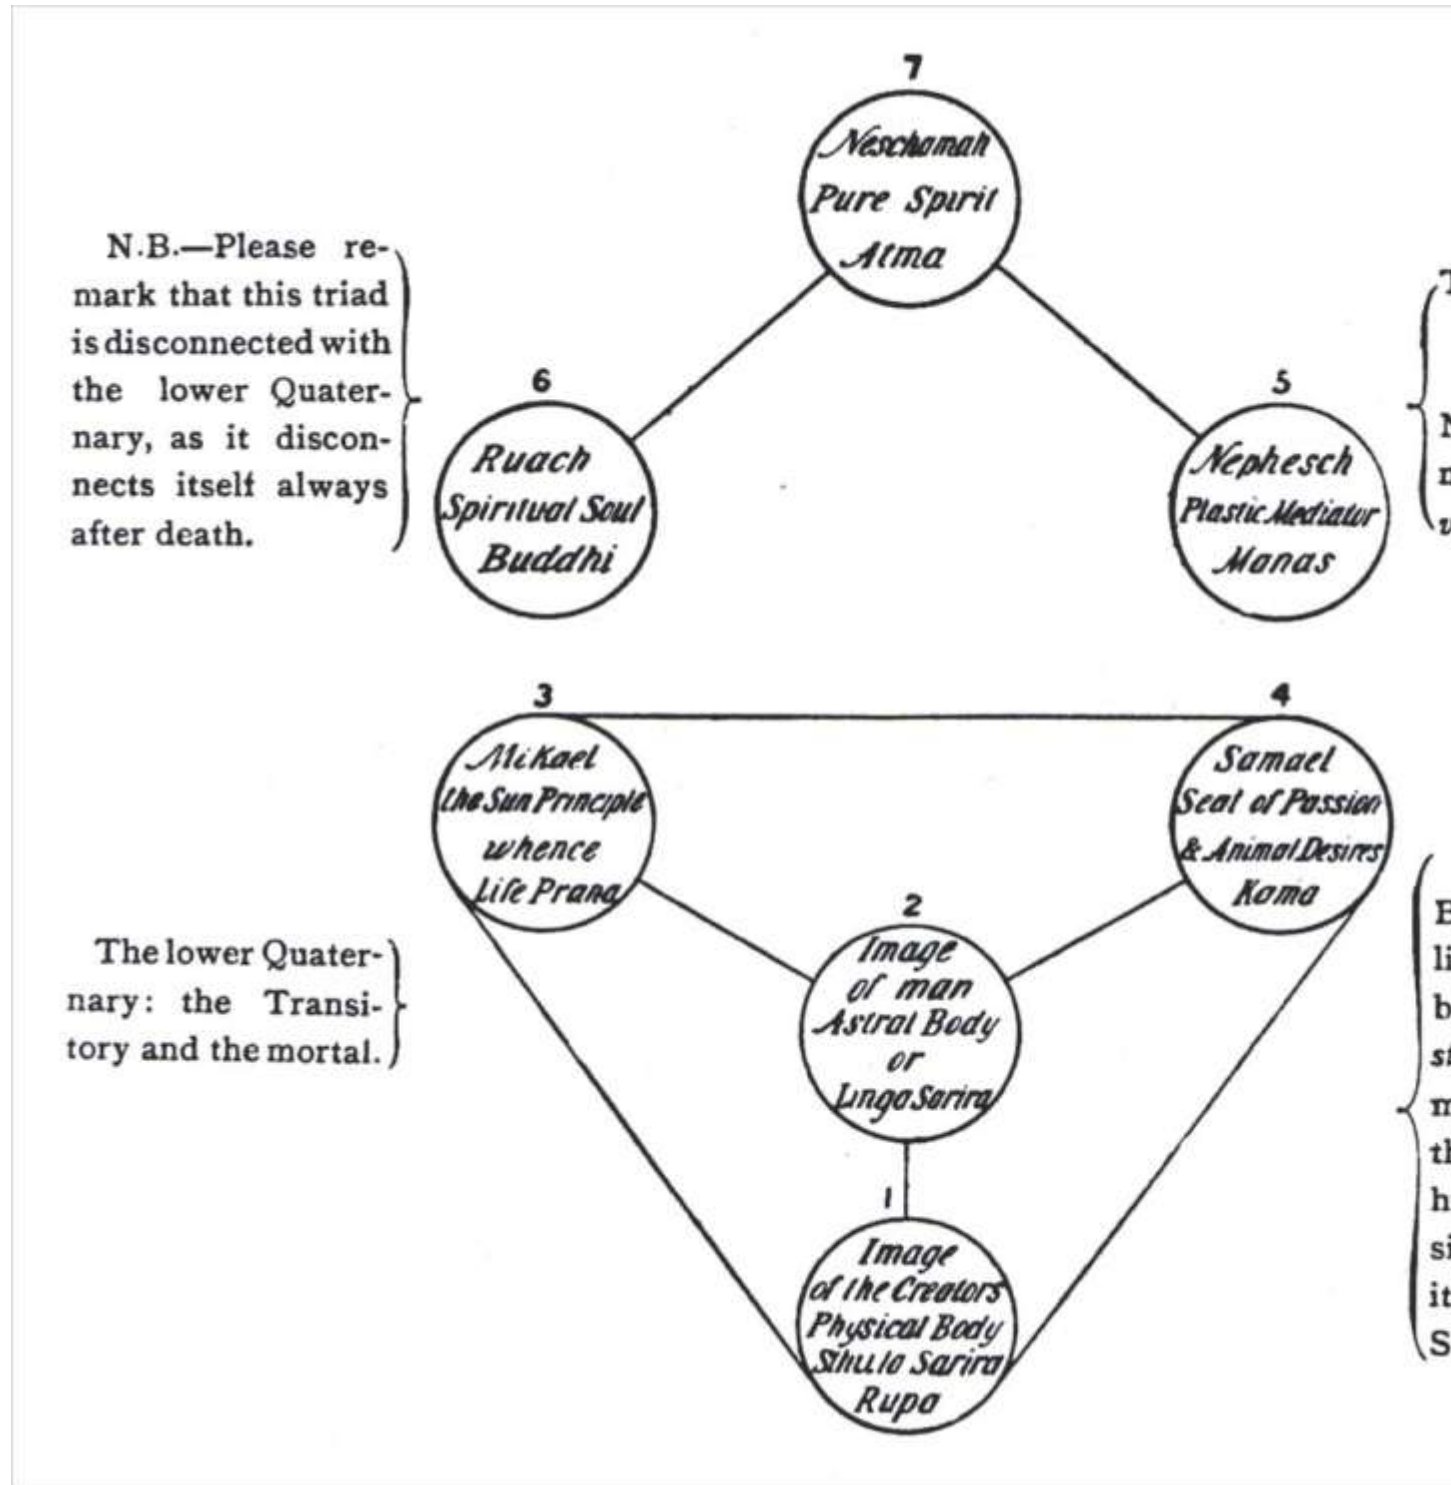 7
Neschamah
Pure Spirit
Atma
N.B.—Please re-
mark that this triad
is disconnected with
the lower Quater-
nary, as it discon-
nects itself always
after death.
6
Ruach
Spiritual Soul
Buddhi
5
Nephesch
Plastic Mediator
Manas
3
Mikael
the Sun Principle
whence
Life Prana
4
Samael
Seat of Passion
& Animal Desires
Kama
The lower Quater-
nary: the Transi-
tory and the mortal.
2
Image
of man
Astral Body
or
Linga Sarira
1
Image
of the Creators
Physical Body
Sthula Sarira
Rupa